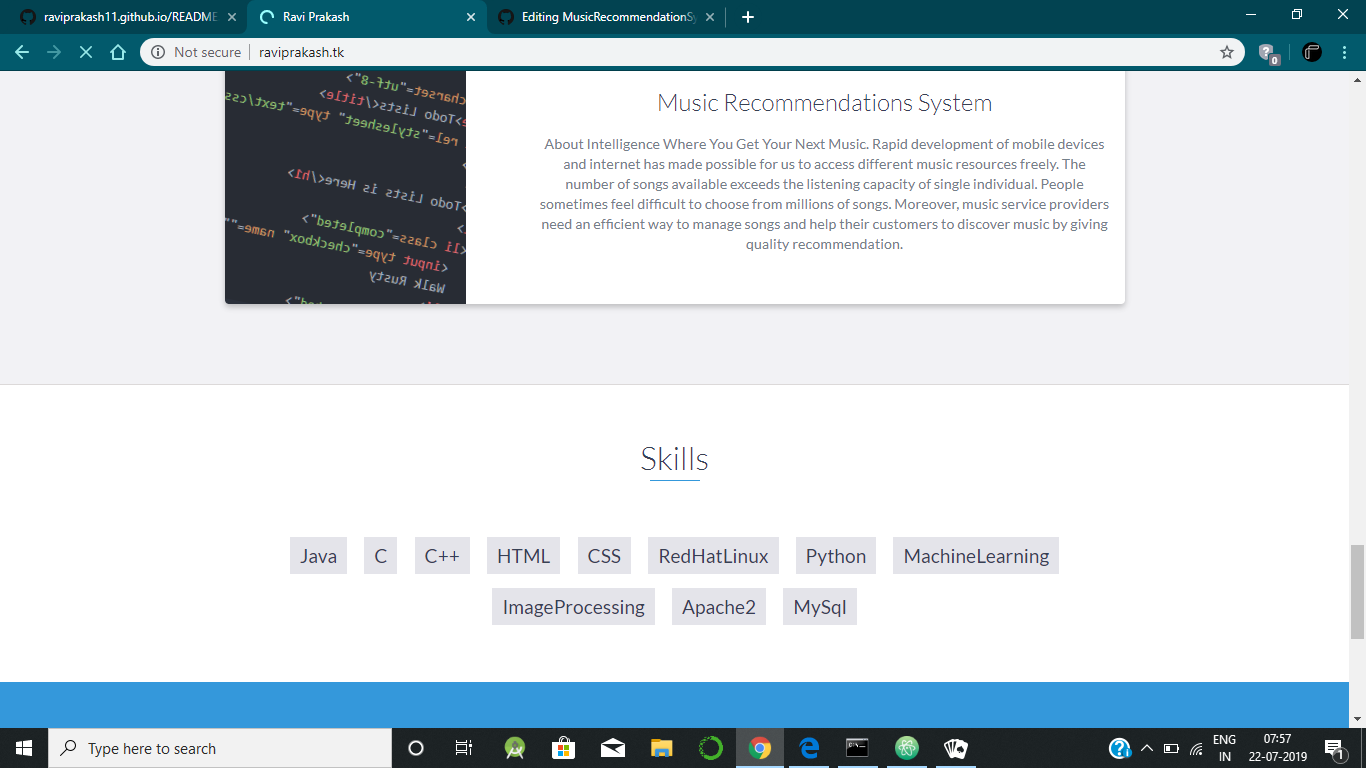 raviprakash11.github.io/README
Ravi Prakash
Editing MusicRecommendationSy
Not secure
raviprakash.tk
0
charset="utf-8">
e>Todo Lists</title>
rel="stylesheet" type="text/css
>Todo Lists is Here</h1>
<li class="completed">
<input type="checkbox" name=""
Walk Rusty
Music Recommendations System
About Intelligence Where You Get Your Next Music. Rapid development of mobile devices
and internet has made possible for us to access different music resources freely. The
number of songs available exceeds the listening capacity of single individual. People
sometimes feel difficult to choose from millions of songs. Moreover, music service providers
need an efficient way to manage songs and help their customers to discover music by giving
quality recommendation.
Skills
Java C C++ HTML CSS RedHatLinux Python MachineLearning
ImageProcessing Apache2 MySql
Type here to search
ENG
IN
07:57
22-07-2019
1